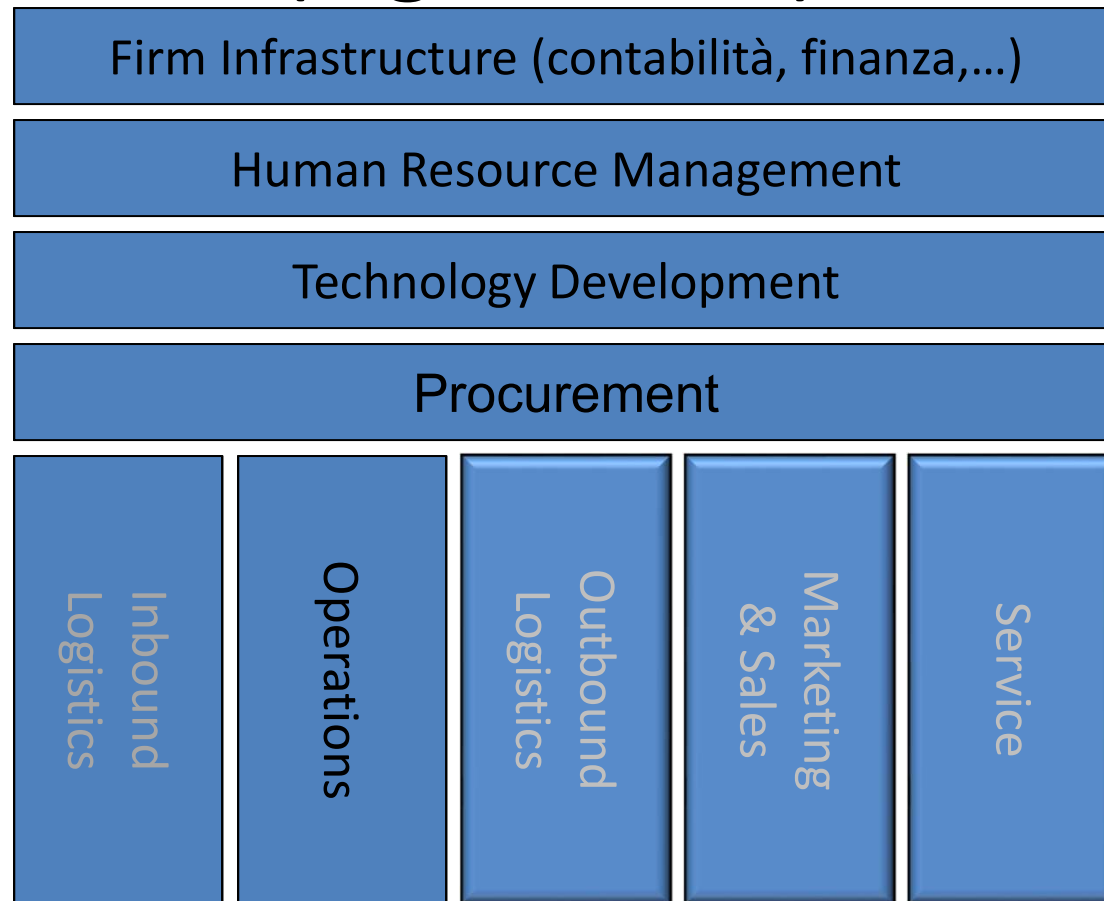 Firm Infrastructure (contabilità, finanza,...)
Human Resource Management
Technology Development
Procurement
Inbound
Logistics
Operations
Outbound
Logistics
Marketing
& Sales
Service